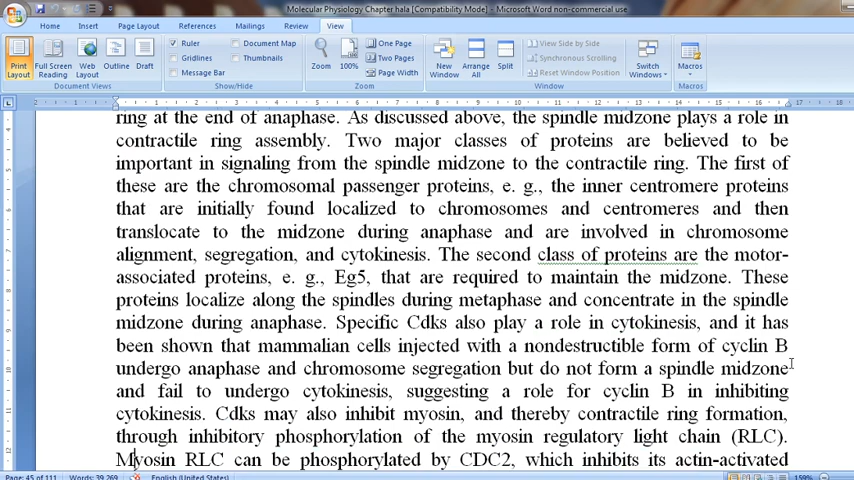 Molecular Physiology Chapter hala [Compatibility Mode] - Microsoft Word non-commercial use
Home Insert Page Layout References Mailings Review View
Print Layout
Full Screen Reading
Web Layout
Outline
Draft
Document Views
Ruler
Gridlines
Message Bar
Document Map
Thumbnails
Show/Hide
Zoom
100%
One Page
Two Pages
Page Width
Zoom
New Window
Arrange All
Split
View Side by Side
Synchronous Scrolling
Reset Window Position
Window
Switch Windows
Macros
Macros
ring at the end of anaphase. As discussed above, the spindle midzone plays a role in
contractile ring assembly. Two major classes of proteins are believed to be
important in signaling from the spindle midzone to the contractile ring. The first of
these are the chromosomal passenger proteins, e. g., the inner centromere proteins
that are initially found localized to chromosomes and centromeres and then
translocate to the midzone during anaphase and are involved in chromosome
alignment, segregation, and cytokinesis. The second class of proteins are the motor-
associated proteins, e. g., Eg5, that are required to maintain the midzone. These
proteins localize along the spindles during metaphase and concentrate in the spindle
midzone during anaphase. Specific Cdks also play a role in cytokinesis, and it has
been shown that mammalian cells injected with a nondestructible form of cyclin B
undergo anaphase and chromosome segregation but do not form a spindle midzone
and fail to undergo cytokinesis, suggesting a role for cyclin B in inhibiting
cytokinesis. Cdks may also inhibit myosin, and thereby contractile ring formation,
through inhibitory phosphorylation of the myosin regulatory light chain (RLC).
Myosin RLC can be phosphorylated by CDC2, which inhibits its actin-activated
Page: 45 of 111 Words: 39,269 English (United States) 159%